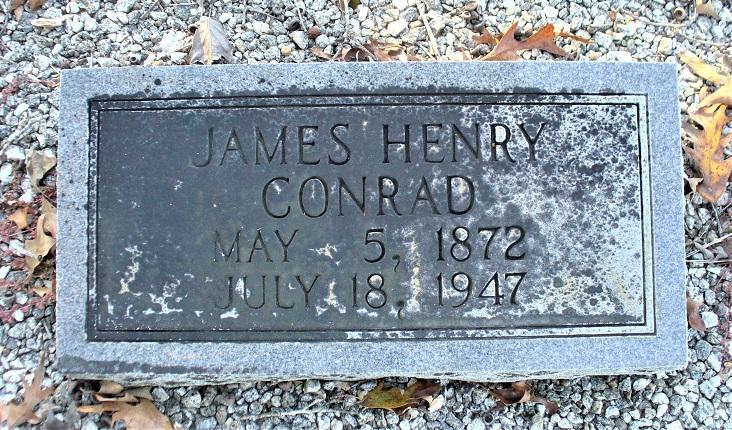 JAMES HENRY
CONRAD
MAY 5, 1872
JULY 18, 1947